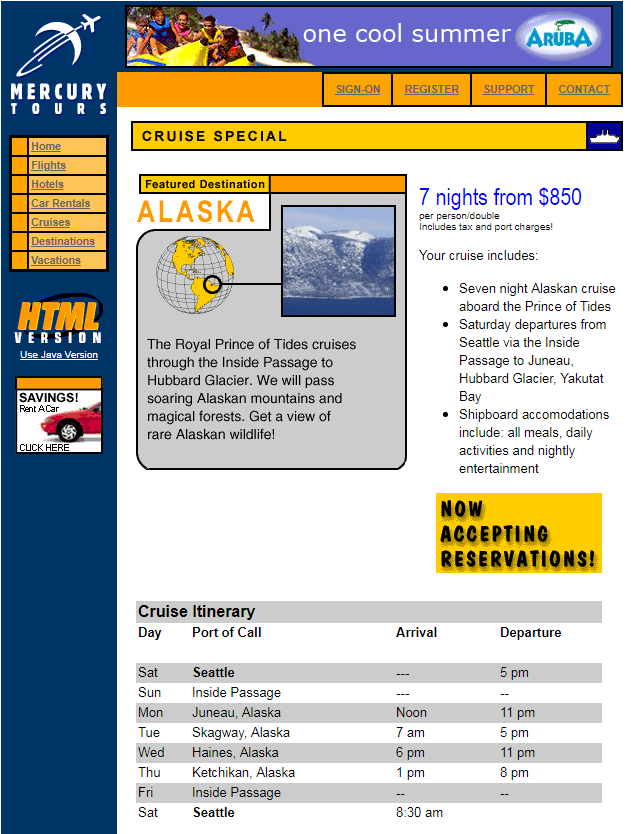 one cool summer ARUBA
MERCURY
TOURS
SIGN-ON REGISTER SUPPORT CONTACT
Home
Flights
Hotels
Car Rentals
Cruises
Destinations
Vacations
HTML
VERSION
Use Java Version
SAVINGS!
Rent A Car
CLICK HERE
CRUISE SPECIAL
Featured Destination
ALASKA
The Royal Prince of Tides cruises
through the Inside Passage to
Hubbard Glacier. We will pass
soaring Alaskan mountains and
magical forests. Get a view of
rare Alaskan wildlife!
7 nights from $850
per person/double
Includes tax and port charges!
Your cruise includes:
Seven night Alaskan cruise
aboard the Prince of Tides
Saturday departures from
Seattle via the Inside
Passage to Juneau,
Hubbard Glacier, Yakutat
Bay
Shipboard accomodations
include: all meals, daily
activities and nightly
entertainment
NOW
ACCEPTING
RESERVATIONS!
Cruise Itinerary
Day Port of Call Arrival Departure
Sat Seattle --- 5 pm
Sun Inside Passage --- --
Mon Juneau, Alaska Noon 11 pm
Tue Skagway, Alaska 7 am 5 pm
Wed Haines, Alaska 6 pm 11 pm
Thu Ketchikan, Alaska 1 pm 8 pm
Fri Inside Passage -- --
Sat Seattle 8:30 am